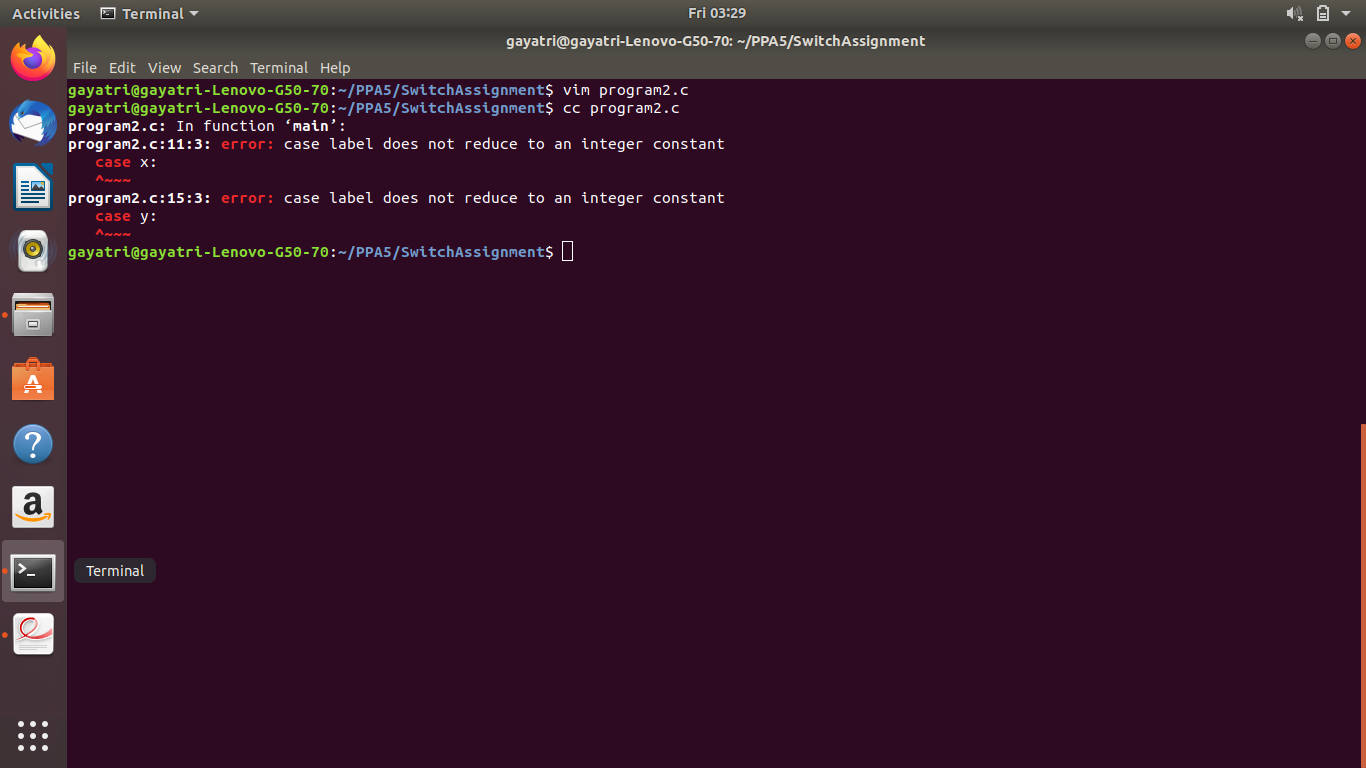 Activities Terminal Fri 03:29
gayatri@gayatri-Lenovo-G50-70: ~/PPA5/SwitchAssignment
File Edit View Search Terminal Help
gayatri@gayatri-Lenovo-G50-70:~/PPA5/SwitchAssignment$ vim program2.c
gayatri@gayatri-Lenovo-G50-70:~/PPA5/SwitchAssignment$ cc program2.c
program2.c: In function ‘main’:
program2.c:11:3: error: case label does not reduce to an integer constant
   case x:
   ^~~~
program2.c:15:3: error: case label does not reduce to an integer constant
   case y:
   ^~~~
gayatri@gayatri-Lenovo-G50-70:~/PPA5/SwitchAssignment$
Terminal